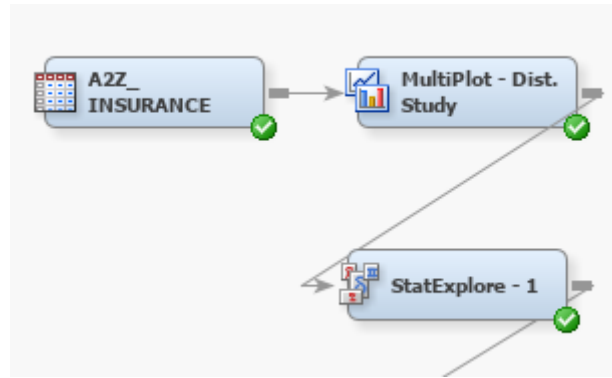 A2Z_
INSURANCE
MultiPlot - Dist.
Study
StatExplore - 1